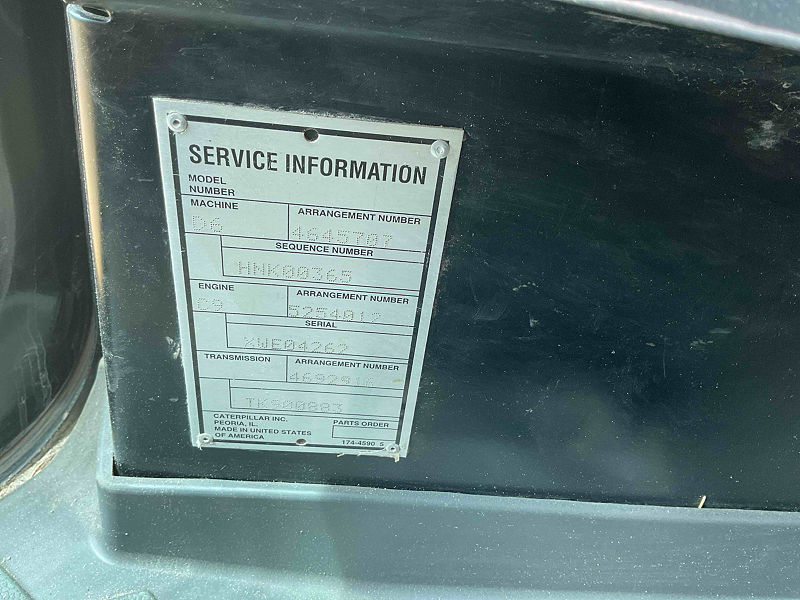 SERVICE INFORMATION
MODEL
NUMBER
MACHINE
ARRANGEMENT NUMBER
D6
4645707
SEQUENCE NUMBER
HMK00365
ENGINE
ARRANGEMENT NUMBER
C9
5254012
SERIAL
XWE04262
TRANSMISSION
ARRANGEMENT NUMBER
CATERPILLAR INC.
PEORIA, IL.
MADE IN UNITED STATES
OF AMERICA
PARTS ORDER
174-4590 5